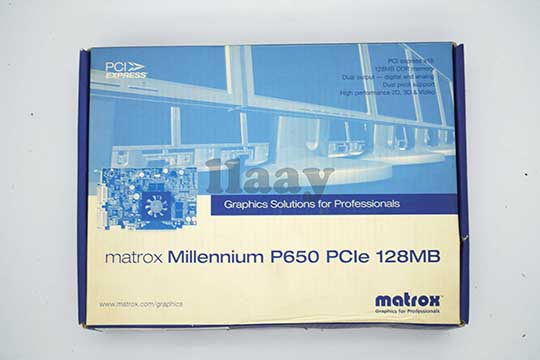 PCI
EXPRESS
PCI express x16
128MB DDR memory
Dual output — digital and analog
Dual pivot support
High performance 2D, 3D & Video
ilaay
Graphics Solutions for Professionals
matrox Millennium P650 PCIe 128MB
www.matrox.com/graphics
matrox
Graphics for Professionals